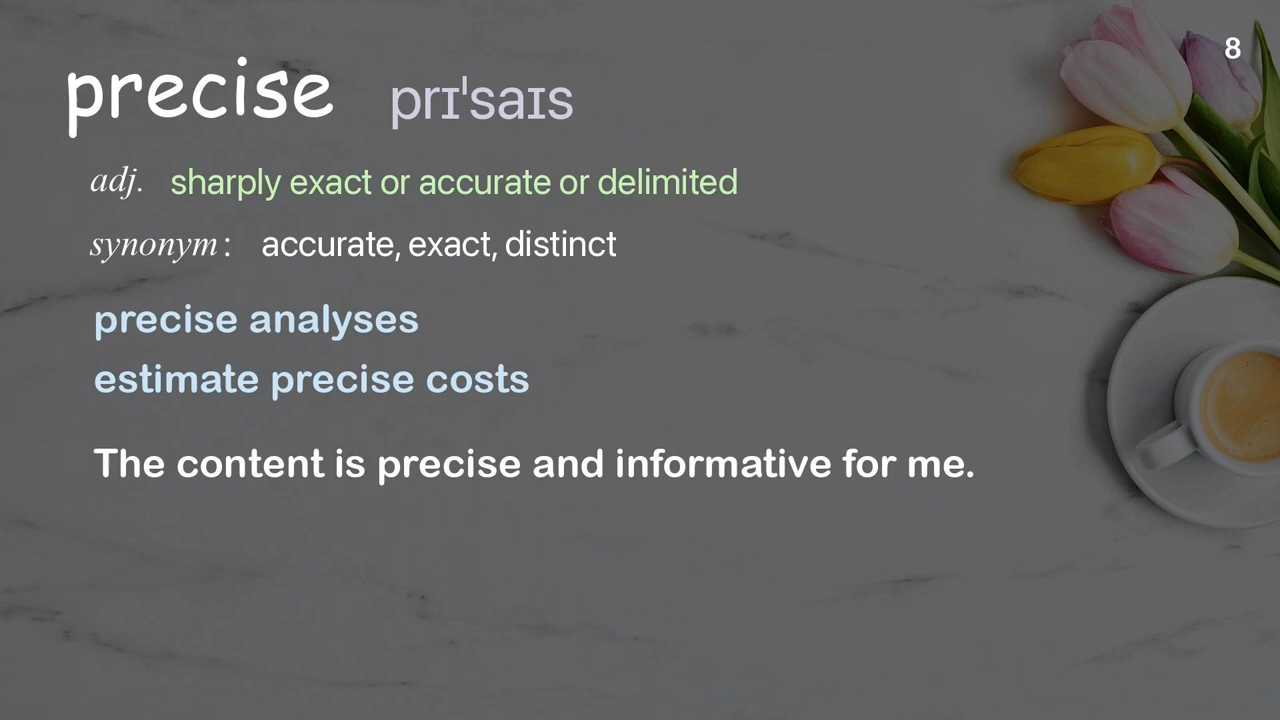 8
precise prɪˈsaɪs
adj. sharply exact or accurate or delimited
synonym: accurate, exact, distinct
precise analyses
estimate precise costs
The content is precise and informative for me.